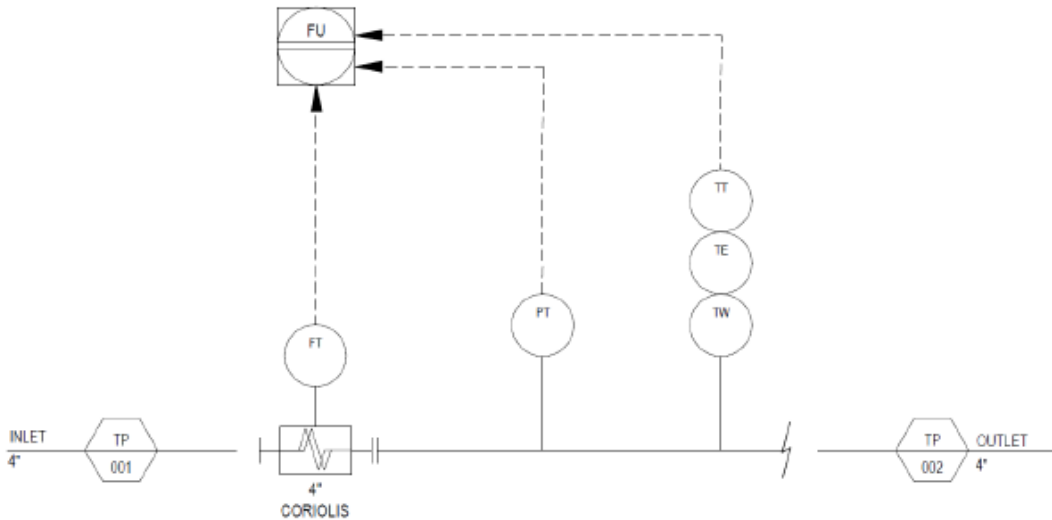 FU
TT
TE
TW
PT
FT
INLET
4"
TP
001
4"
CORIOLIS
TP
002
OUTLET
4"